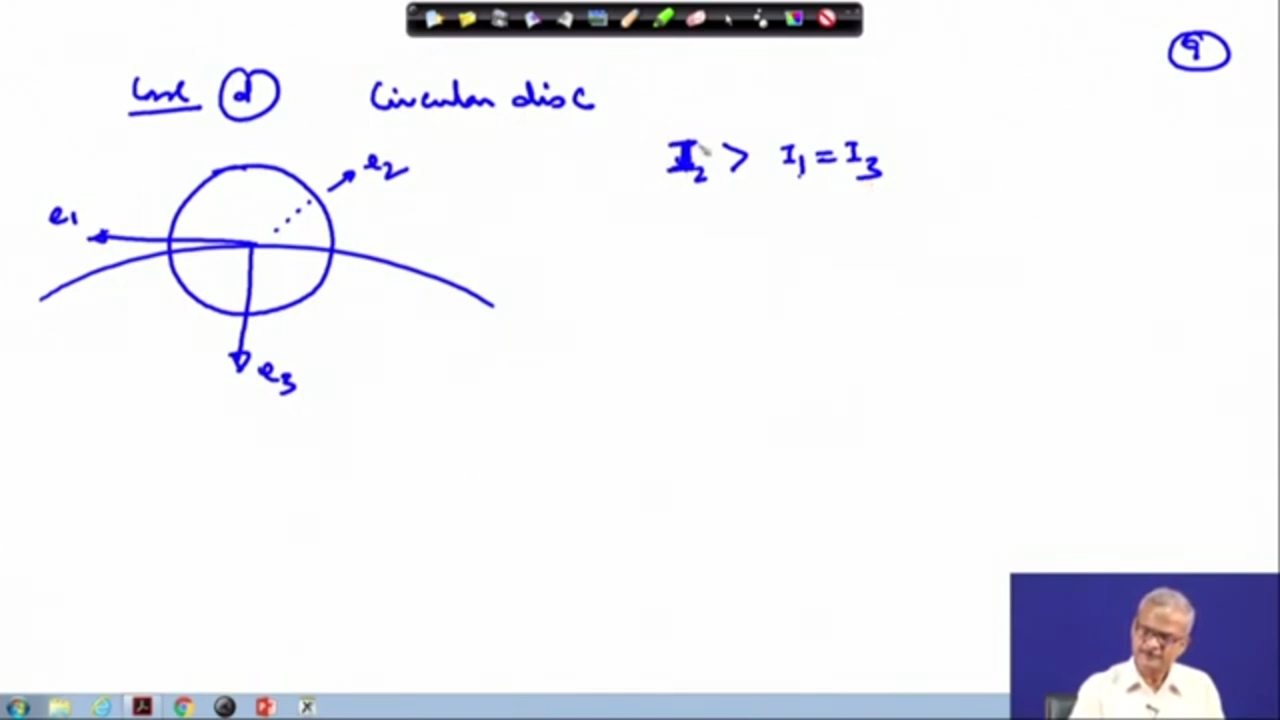 9
Case (d) Circular disc
I₂ > I₁ = I₃
e₂
e₁
e₃